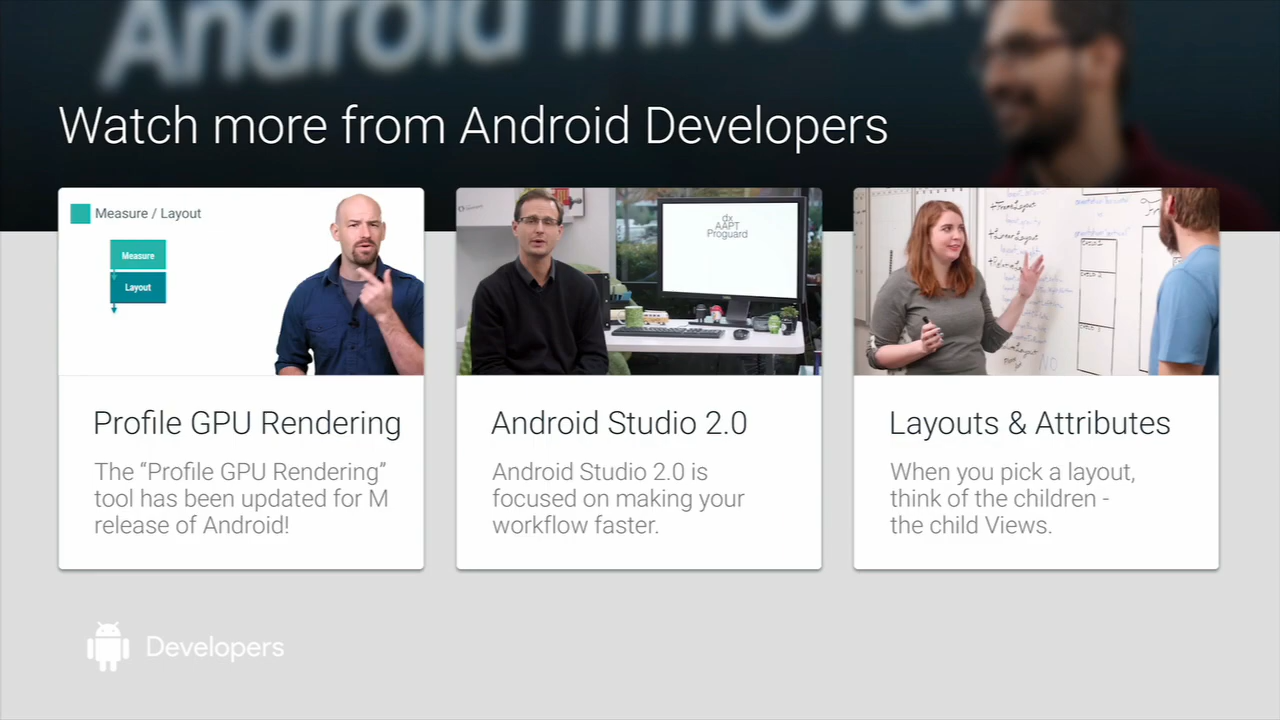 Android Innovat
Watch more from Android Developers
Measure / Layout
Measure
Layout
dx
AAPT
Proguard
Profile GPU Rendering
The “Profile GPU Rendering”
tool has been updated for M
release of Android!
Android Studio 2.0
Android Studio 2.0 is
focused on making your
workflow faster.
Layouts & Attributes
When you pick a layout,
think of the children -
the child Views.
Developers